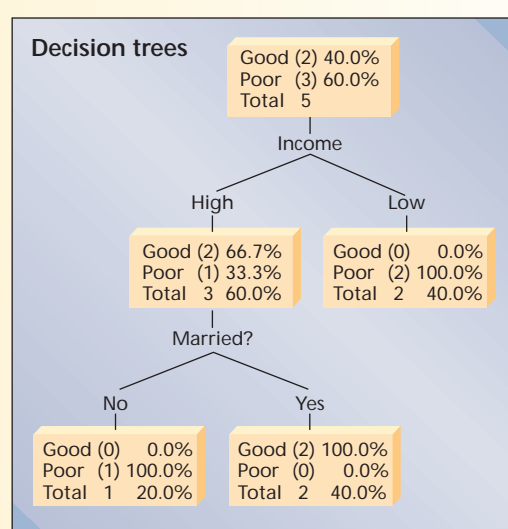 Decision trees
Good (2) 40.0%
Poor (3) 60.0%
Total 5
Income
High
Low
Good (2) 66.7%
Poor (1) 33.3%
Total 3 60.0%
Good (0) 0.0%
Poor (2) 100.0%
Total 2 40.0%
Married?
No
Yes
Good (0) 0.0%
Poor (1) 100.0%
Total 1 20.0%
Good (2) 100.0%
Poor (0) 0.0%
Total 2 40.0%